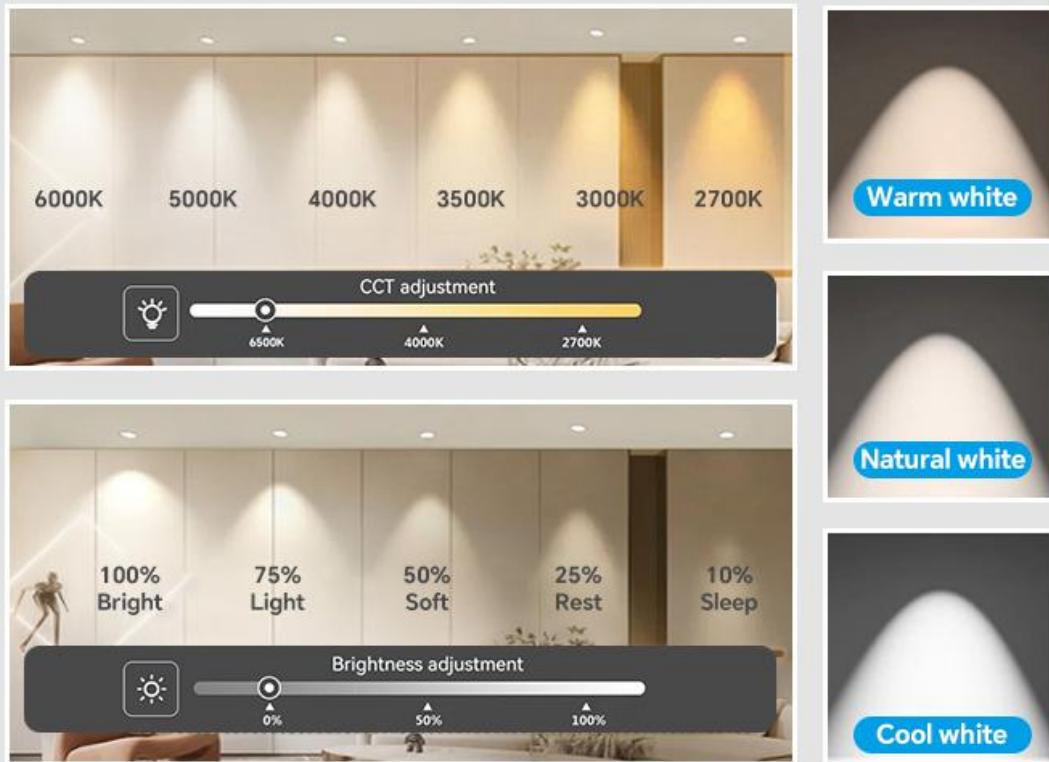 6000K 5000K 4000K 3500K 3000K 2700K
CCT adjustment
6500K 4000K 2700K
100% 75% 50% 25% 10%
Bright Light Soft Rest Sleep
Brightness adjustment
0% 50% 100%
Warm white
Natural white
Cool white